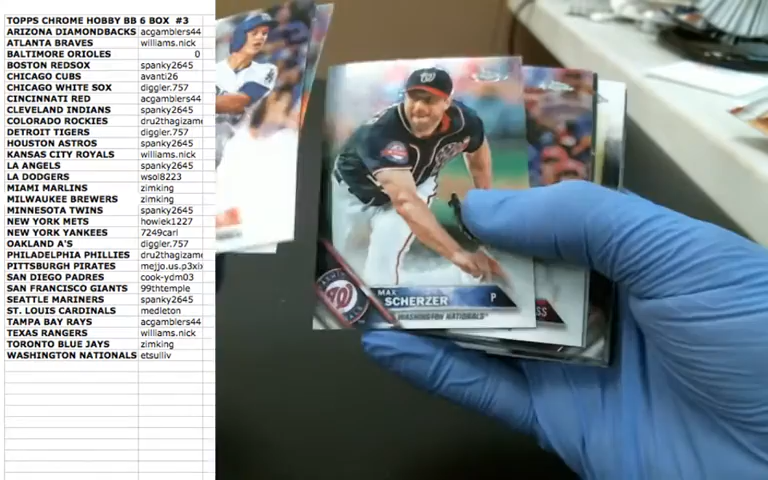 TOPPS CHROME HOBBY BB 6 BOX #3
ARIZONA DIAMONDBACKS acgamblers44
ATLANTA BRAVES williams.nick
BALTIMORE ORIOLES 0
BOSTON REDSOX spanky2645
CHICAGO CUBS avanti26
CHICAGO WHITE SOX diggler.757
CINCINNATI RED acgamblers44
CLEVELAND INDIANS spanky2645
COLORADO ROCKIES dru2thagizame
DETROIT TIGERS diggler.757
HOUSTON ASTROS spanky2645
KANSAS CITY ROYALS williams.nick
LA ANGELS spanky2645
LA DODGERS wsol8223
MIAMI MARLINS zimking
MILWAUKEE BREWERS zimking
MINNESOTA TWINS spanky2645
NEW YORK METS howiek1227
NEW YORK YANKEES 7249carl
OAKLAND A'S diggler.757
PHILADELPHIA PHILLIES dru2thagizame
PITTSBURGH PIRATES mejjo.us.p3xix
SAN DIEGO PADRES cook-ydm03
SAN FRANCISCO GIANTS 99thtemple
SEATTLE MARINERS spanky2645
ST. LOUIS CARDINALS medleton
TAMPA BAY RAYS acgamblers44
TEXAS RANGERS williams.nick
TORONTO BLUE JAYS zimking
WASHINGTON NATIONALS etsulliv
MAX
SCHERZER P
WASHINGTON NATIONALS